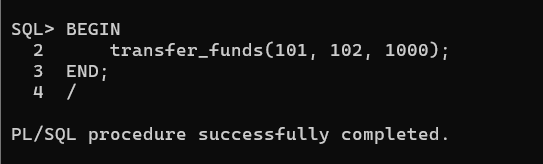 SQL> BEGIN
  2      transfer_funds(101, 102, 1000);
  3  END;
  4  /
PL/SQL procedure successfully completed.